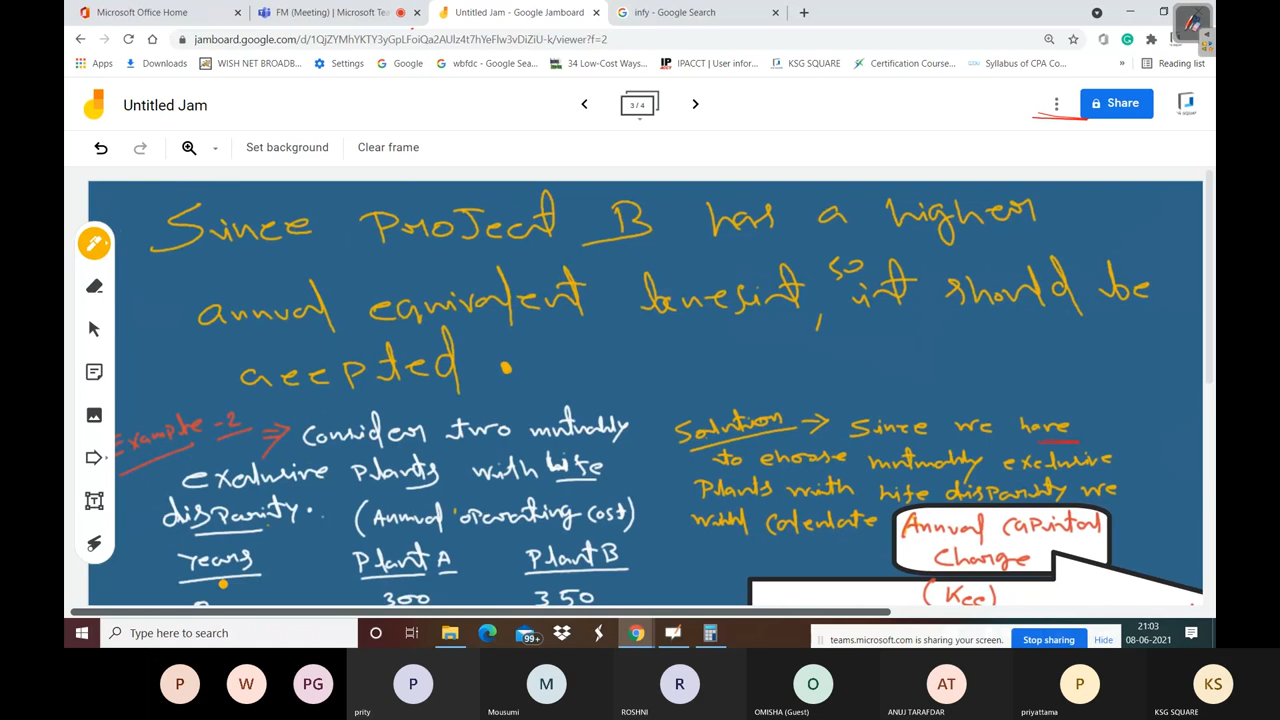 Microsoft Office Home
FM (Meeting) | Microsoft Tea
Untitled Jam - Google Jamboard
infy - Google Search
jamboard.google.com/d/1QjZYMhYKTY3yGpLFoiQa2AUlz4t7hYeFlw3vDiZiU-k/viewer?f=2
Apps
Downloads
WISH NET BROADB...
Settings
Google
wbfdc - Google Sea...
34 Low-Cost Ways...
IPACCT | User infor...
KSG SQUARE
Certification Course...
Syllabus of CPA Co...
Reading list
Untitled Jam
3 / 4
Share
Set background
Clear frame
Since Project B has a higher
annual equivalent benefit, so it should be
accepted.
Example -2 → Consider two mutually
exclusive Plants with life
disparity. (Annual operating cost)
years Plant A Plant B
300 350
Solution → Since we have
to choose mutually exclusive
Plants with life disparity we
will calculate Annual Capital
Charge
Type here to search
99+
teams.microsoft.com is sharing your screen.
Stop sharing
Hide
21:03
08-06-2021
P
W
PG
P
M
R
O
AT
P
KS
prity
Mousumi
ROSHNI
OMISHA (Guest)
ANUJ TARAFDAR
priyattama
KSG SQUARE